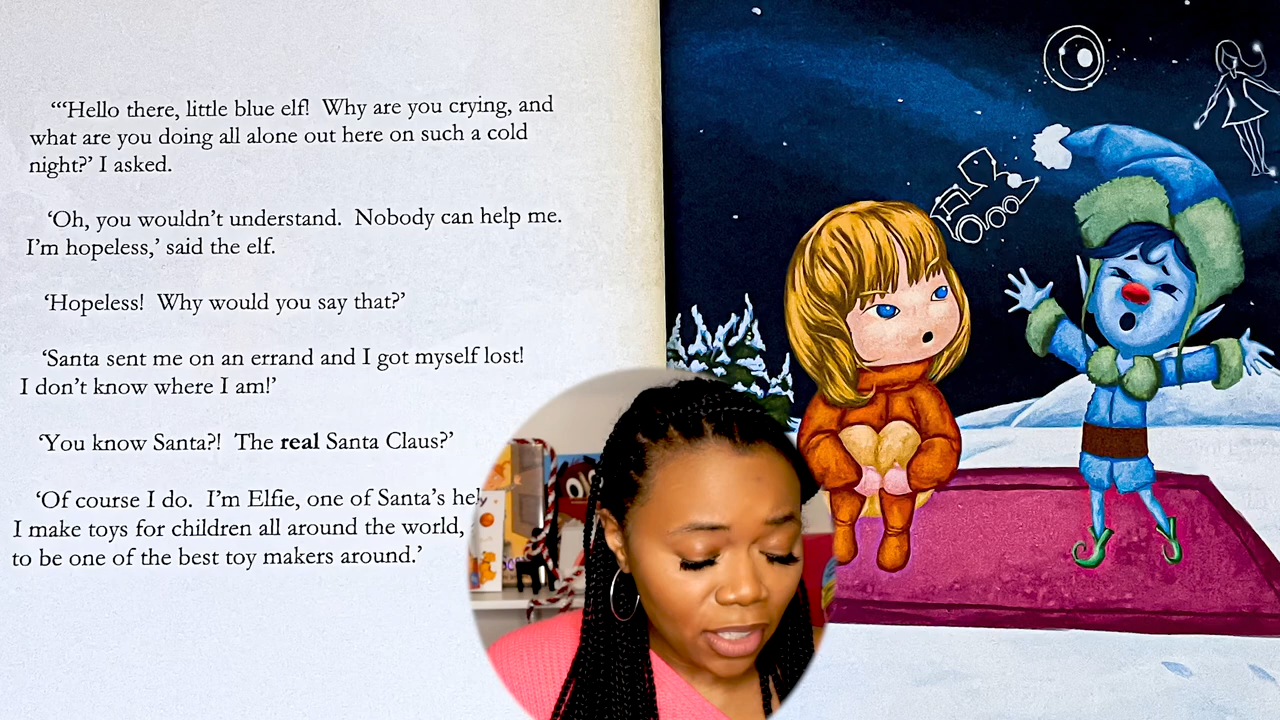 “‘Hello there, little blue elf!  Why are you crying, and
what are you doing all alone out here on such a cold
night?’ I asked.
‘Oh, you wouldn’t understand.  Nobody can help me.
I’m hopeless,’ said the elf.
‘Hopeless!  Why would you say that?’
‘Santa sent me on an errand and I got myself lost!
I don’t know where I am!’
‘You know Santa?!  The real Santa Claus?’
‘Of course I do.  I’m Elfie, one of Santa’s
I make toys for children all around the world,
to be one of the best toy makers around.’